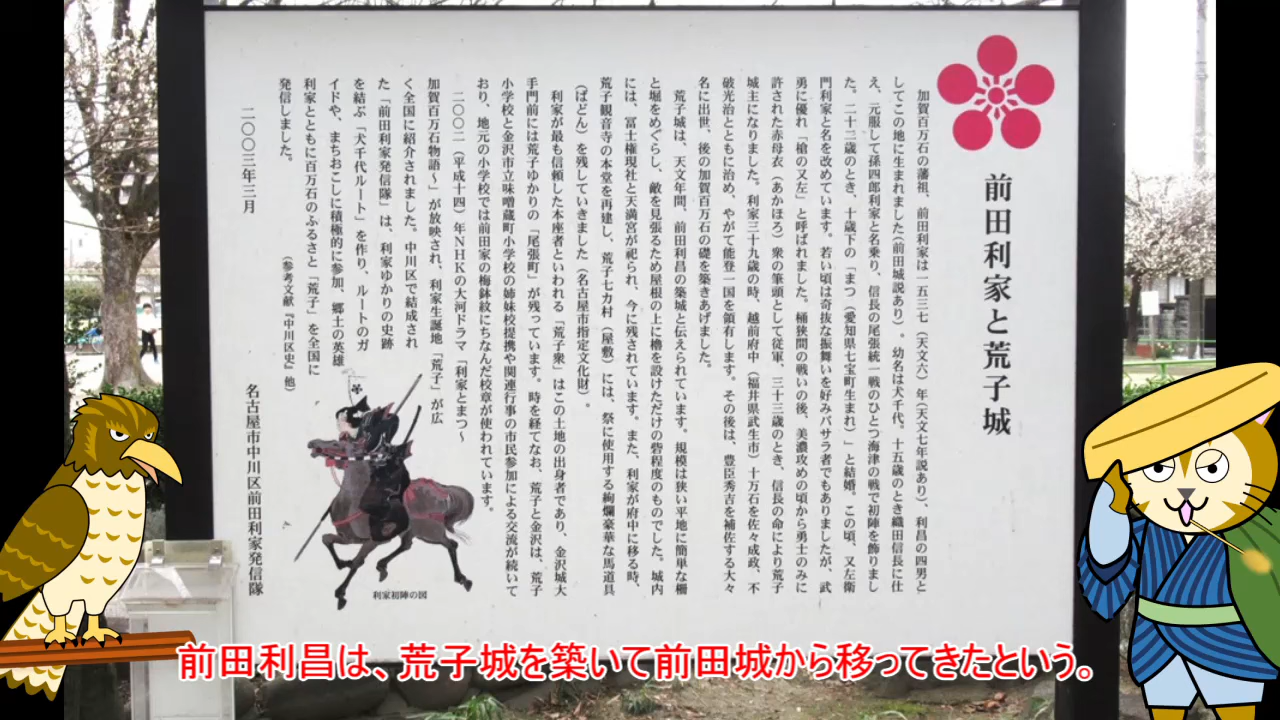 前田利家と荒子城
加賀百万石の藩祖、前田利家は一五三七（天文六）年（天文七年説あり）、利昌の四男と
してこの地に生まれました（前田城説あり）。幼名は犬千代。十五歳のとき織田信長に仕
え、元服して孫四郎利家と名乗り、信長の尾張統一戦のひとつ海津の戦で初陣を飾りまし
た。二十二歳のとき、十歳下の「まつ（愛知県七宝町生まれ）」と結婚。この頃、又左衛
門利家と名を改めています。若い頃は奇抜な振舞いを好みバサラ者でもありましたが、武
勇に優れ「槍の又左」と呼ばれました。桶狭間の戦いの後、美濃攻めの頃から勇士のみに
許された赤母衣（あかほろ）衆の筆頭として従軍、三十三歳のとき、信長の命により荒子
城主になりました。利家三十九歳の時、越前府中（福井県武生市）十万石を佐々成政、不
破光治とともに治め、やがて能登一国を領有します。その後は、豊臣秀吉を補佐する大々
名に出世、後の加賀百万石の礎を築きあげました。
荒子城は、天文年間、前田利昌の築城と伝えられています。規模は狭い平地に簡単な柵
と堀をめぐらし、敵を見張るため屋根の上に櫓を設けただけの砦程度のものでした。城内
には、冨士権現社と天満宮が祀られ、今に残されています。また、利家が府中に移る時、
荒子観音寺の本堂を再建し、荒子七カ村（屋敷）には、祭に使用する絢爛豪華な馬道具
（ばどん）を残していきました（名古屋市指定文化財）。
利家が最も信頼した本座者といわれる「荒子衆」はこの土地の出身者であり、金沢城大
手門前には荒子ゆかりの「尾張町」が残っています。時を経てなお、荒子と金沢は、荒子
小学校と金沢市立味噌蔵町小学校の姉妹校提携や関連行事の市民参加による交流が続いて
おり、地元の小学校では前田家の梅鉢紋にちなんだ校章が使われています。
二〇〇二（平成十四）年ＮＨＫの大河ドラマ「利家とまつ～
加賀百万石物語～」が放映され、利家生誕地「荒子」が広
く全国に紹介されました。中川区で結成され
た「前田利家発信隊」は、利家ゆかりの史跡
を結ぶ「犬千代ルート」を作り、ルートのガ
イドや、まちおこしに積極的に参加、郷土の英雄
利家とともに百万石のふるさと「荒子」を全国に
発信しました。
（参考文献『中川区史』他）
二〇〇三年三月
名古屋市中川区前田利家発信隊
利家初陣の図
前田利昌は、荒子城を築いて前田城から移ってきたという。